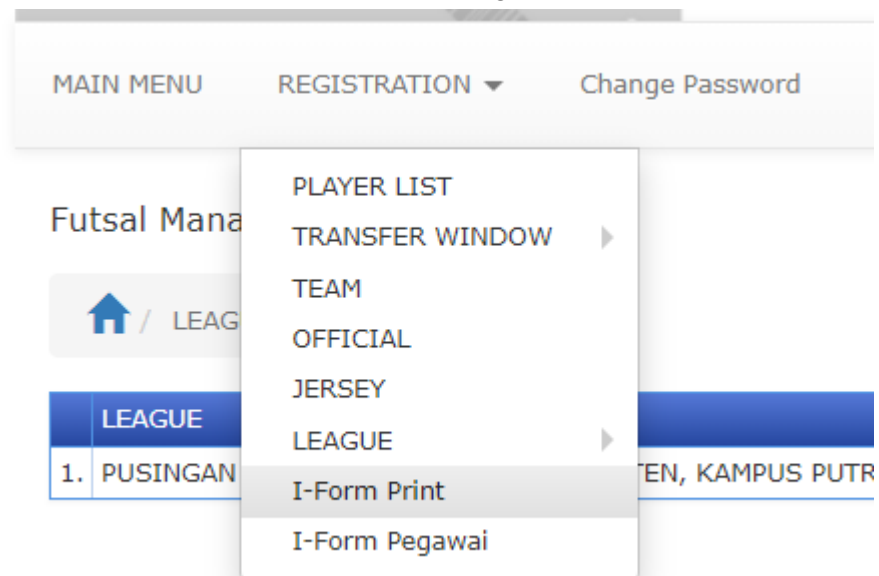 MAIN MENU REGISTRATION Change Password
PLAYER LIST
Futsal
TRANSFER WINDOW
TEAM
/ LEAG
OFFICIAL
JERSEY
LEAGUE
LEAGUE
1. PUSINGAN TEN, KAMPUS PUTR
I-Form Print
I-Form Pegawai